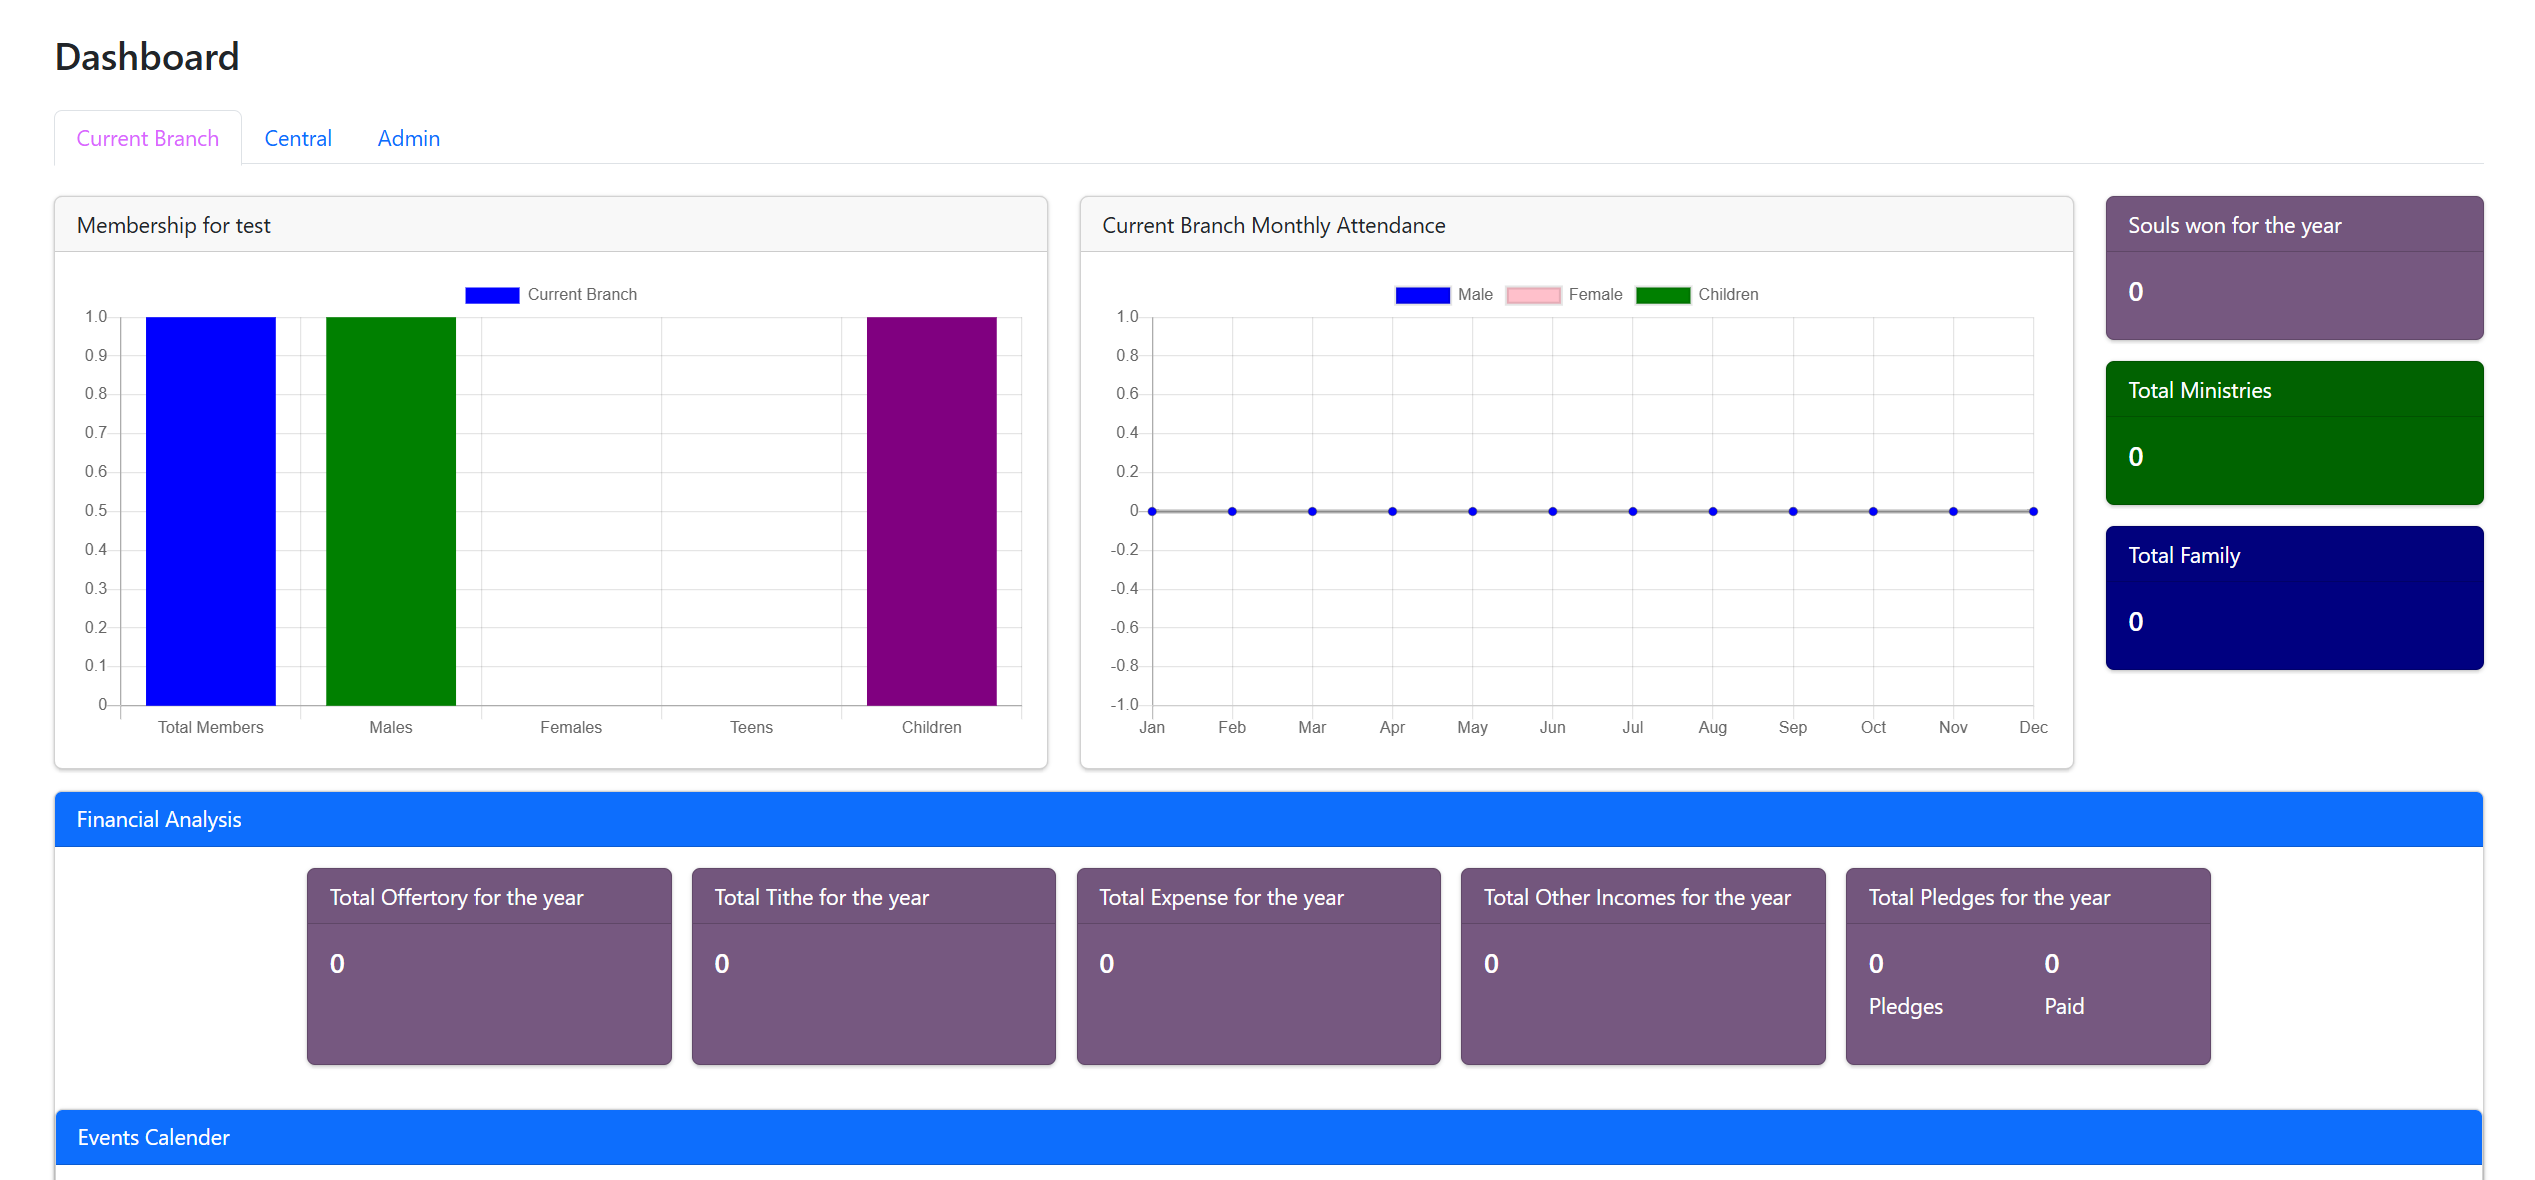 Dashboard
Current Branch Central Admin
Membership for test
Current Branch
1.0
0.9
0.8
0.7
0.6
0.5
0.4
0.3
0.2
0.1
0
Total Members Males Females Teens Children
Current Branch Monthly Attendance
Male Female Children
1.0
0.8
0.6
0.4
0.2
0
-0.2
-0.4
-0.6
-0.8
-1.0
Jan Feb Mar Apr May Jun Jul Aug Sep Oct Nov Dec
Souls won for the year
0
Total Ministries
0
Total Family
0
Financial Analysis
Total Offertory for the year
0
Total Tithe for the year
0
Total Expense for the year
0
Total Other Incomes for the year
0
Total Pledges for the year
0 0
Pledges Paid
Events Calender